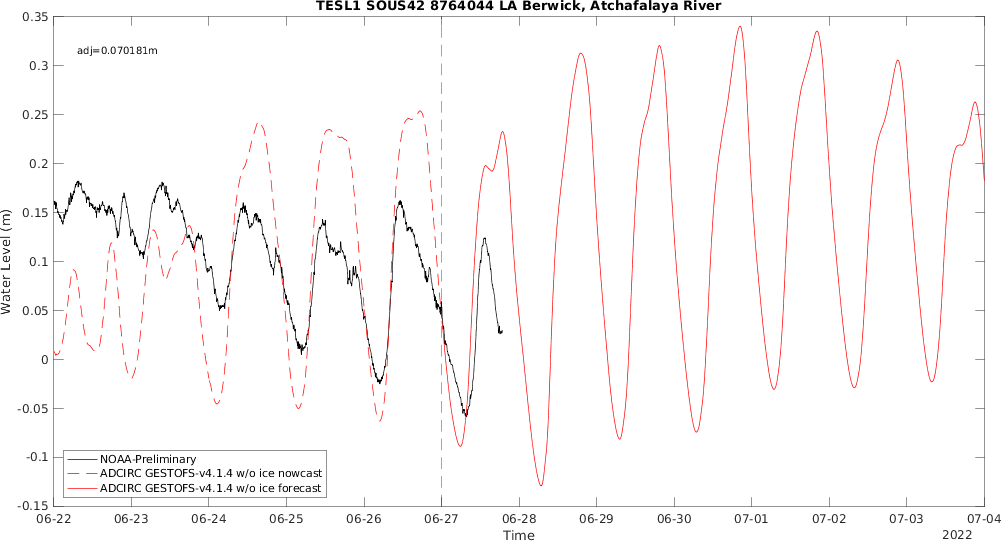 TESL1 SOUS42 8764044 LA Berwick, Atchafalaya River
adj=0.070181m
0.35
0.3
0.25
0.2
0.15
0.1
0.05
0
-0.05
-0.1
-0.15
Water Level (m)
NOAA-Preliminary
ADCIRC GESTOFS-v4.1.4 w/o ice nowcast
ADCIRC GESTOFS-v4.1.4 w/o ice forecast
06-22 06-23 06-24 06-25 06-26 06-27 06-28 06-29 06-30 07-01 07-02 07-03 07-04
Time
2022